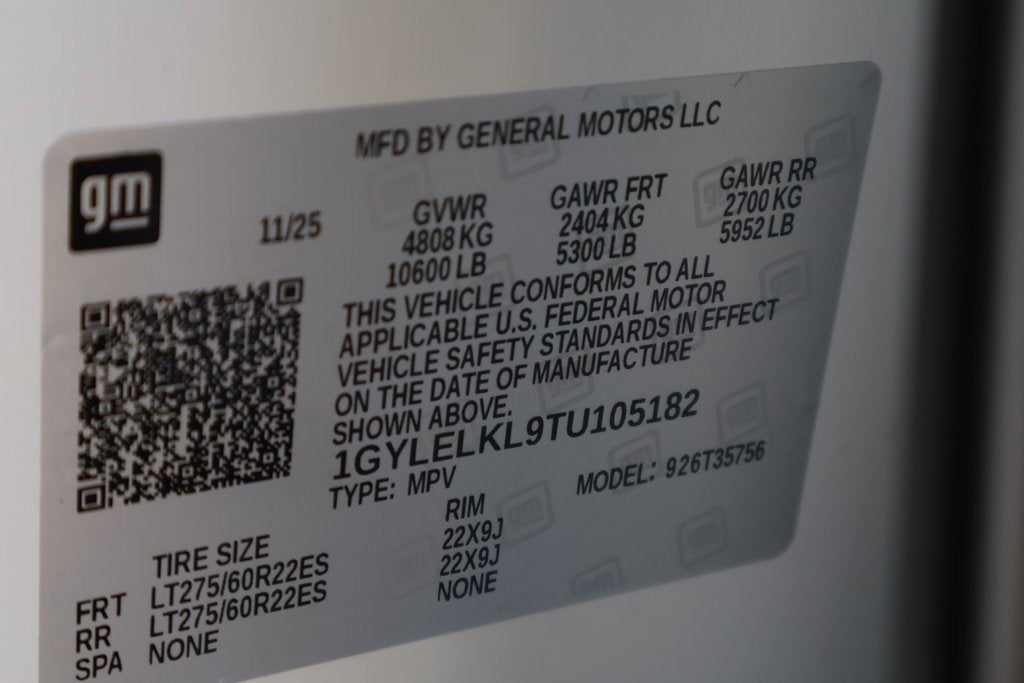 MFD BY GENERAL MOTORS LLC
gm
11/25
GVWR
4808 KG
10600 LB
GAWR FRT
2404 KG
5300 LB
GAWR RR
2700 KG
5952 LB
THIS VEHICLE CONFORMS TO ALL
APPLICABLE U.S. FEDERAL MOTOR
VEHICLE SAFETY STANDARDS IN EFFECT
ON THE DATE OF MANUFACTURE
SHOWN ABOVE.
1GYLELKL9TU105182
TYPE: MPV
MODEL: 926T35756
TIRE SIZE RIM
FRT LT275/60R22ES 22X9J
RR LT275/60R22ES 22X9J
SPA NONE NONE